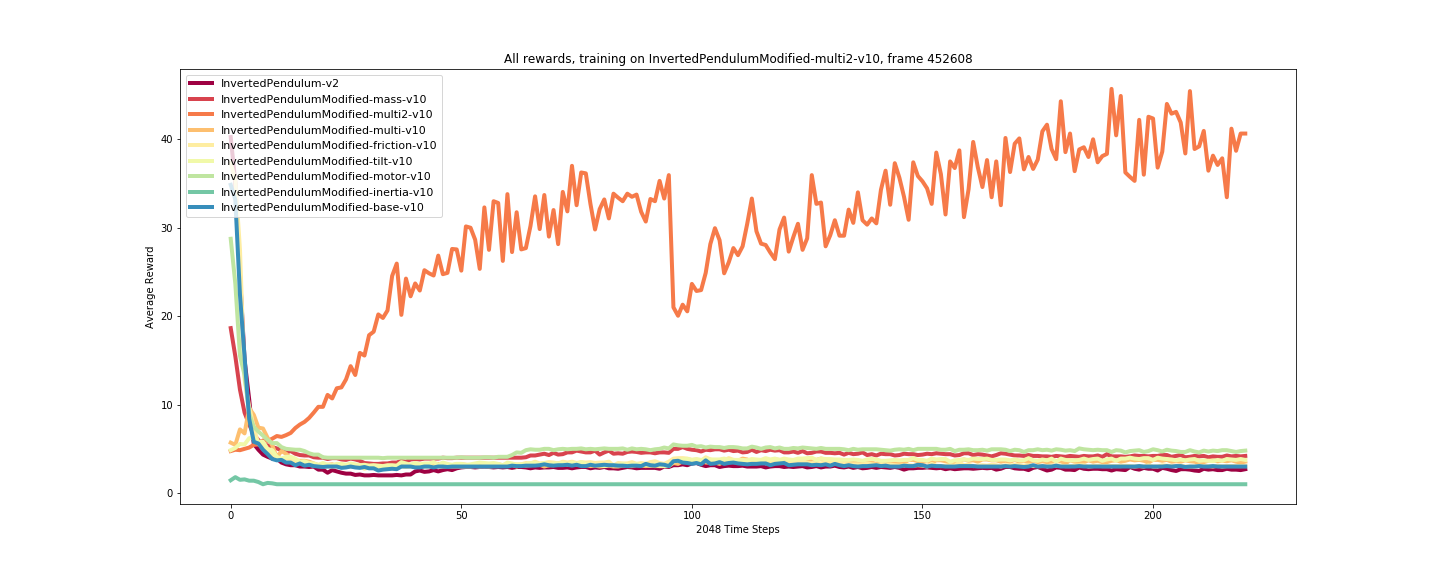 All rewards, training on InvertedPendulumModified-multi2-v10, frame 452608
InvertedPendulum-v2
InvertedPendulumModified-mass-v10
InvertedPendulumModified-multi2-v10
InvertedPendulumModified-multi-v10
InvertedPendulumModified-friction-v10
InvertedPendulumModified-tilt-v10
InvertedPendulumModified-motor-v10
InvertedPendulumModified-inertia-v10
InvertedPendulumModified-base-v10
Average Reward
40
30
20
10
0
0 50 100 150 200
2048 Time Steps